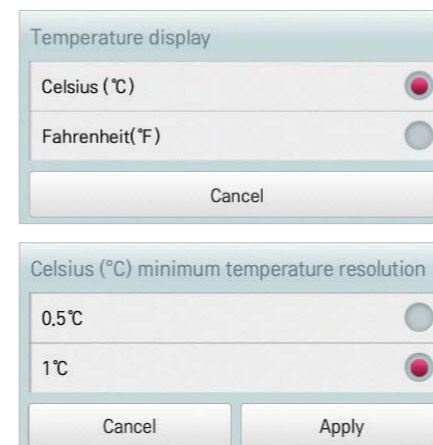 Temperature display
Celsius (℃)
Fahrenheit(℉)
Cancel
Celsius (°C) minimum temperature resolution
0.5℃
1℃
Cancel Apply